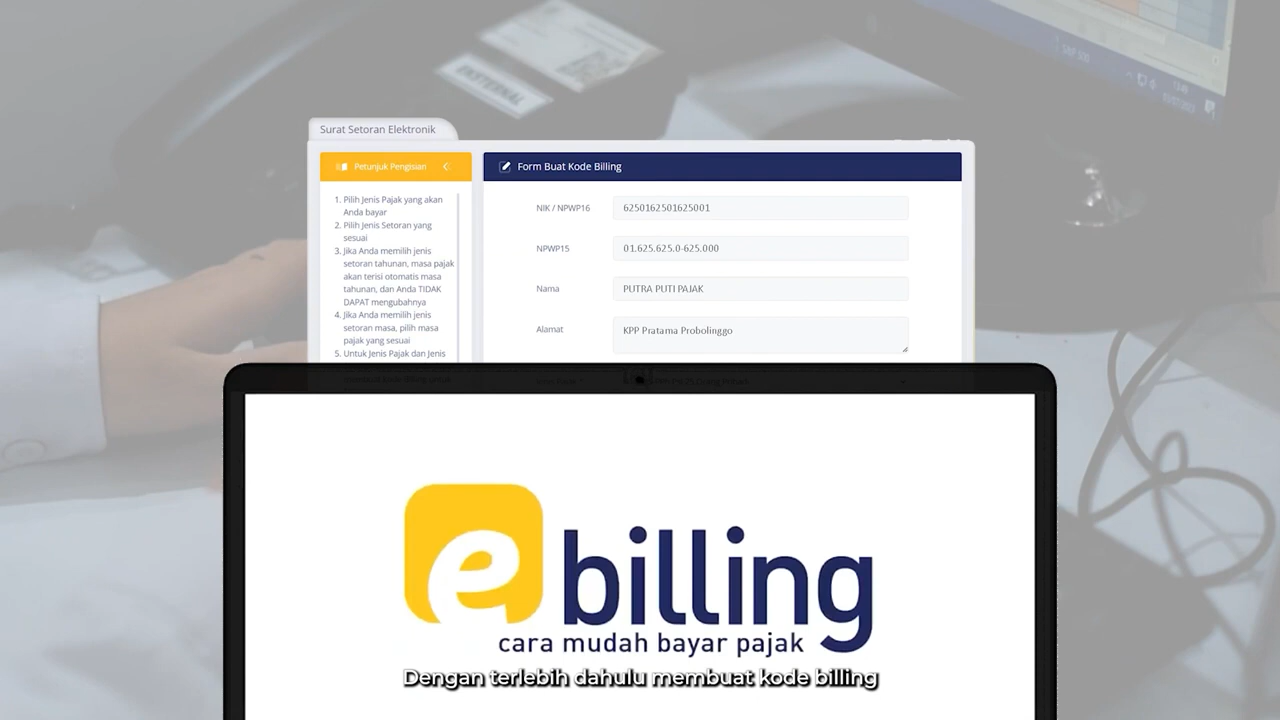 EKSTERNAL
Surat Setoran Elektronik
Petunjuk Pengisian
1. Pilih Jenis Pajak yang akan
Anda bayar
2. Pilih Jenis Setoran yang
sesuai
3. Jika Anda memilih jenis
setoran tahunan, masa pajak
akan terisi otomatis masa
tahunan, dan Anda TIDAK
DAPAT mengubahnya
4. Jika Anda memilih jenis
setoran masa, pilih masa
pajak yang sesuai
5. Untuk Jenis Pajak dan Jenis
Form Buat Kode Billing
NIK / NPWP16 6250162501625001
NPWP15 01.625.625.0-625.000
Nama PUTRA PUTI PAJAK
Alamat KPP Pratama Probolinggo
e billing
cara mudah bayar pajak
Dengan terlebih dahulu membuat kode billing